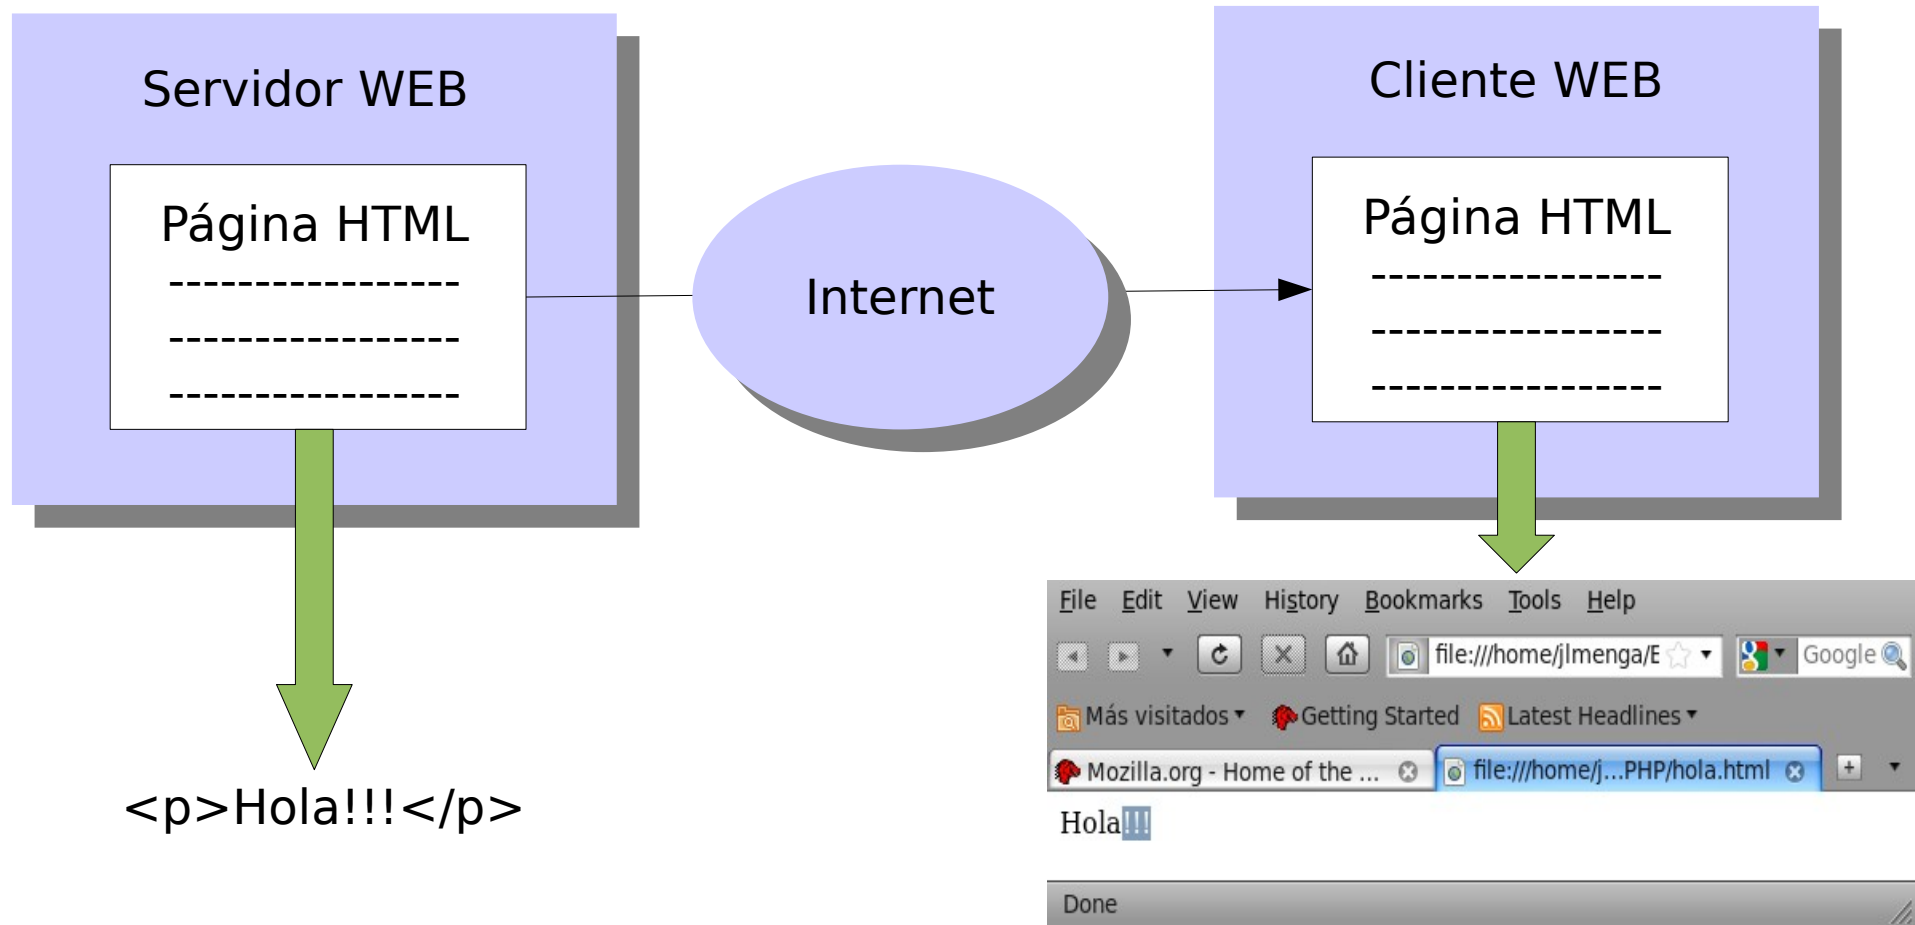 Servidor WEB
Página HTML
-----------------
-----------------
-----------------
<p>Hola!!!</p>
Internet
Cliente WEB
Página HTML
-----------------
-----------------
-----------------
File Edit View History Bookmarks Tools Help
file:///home/jlmenga/E Google
Más visitados Getting Started Latest Headlines
Mozilla.org - Home of the ... file:///home/j...PHP/hola.html
Hola!!!
Done